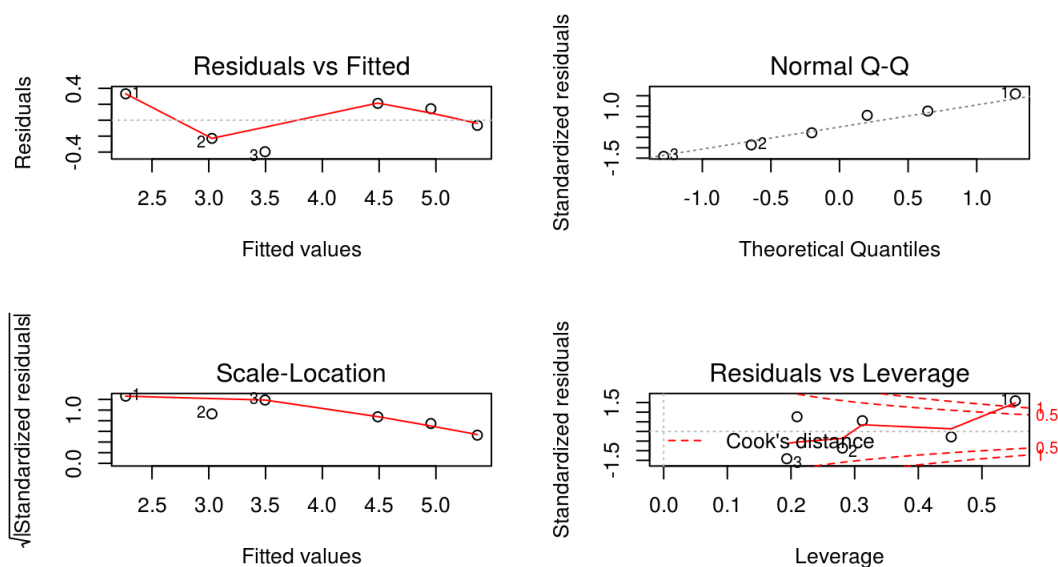 Residuals vs Fitted
Residuals
0.4
-0.4
1
2
3
2.5 3.0 3.5 4.0 4.5 5.0
Fitted values
Normal Q-Q
Standardized residuals
1.0
-1.5
1
2
3
-1.0 -0.5 0.0 0.5 1.0
Theoretical Quantiles
Scale-Location
√|Standardized residuals|
1.0
0.0
1
2
3
2.5 3.0 3.5 4.0 4.5 5.0
Fitted values
Residuals vs Leverage
Standardized residuals
1.5
-1.5
1
1
0.5
Cook's distance
2
0.5
1
3
0.0 0.1 0.2 0.3 0.4 0.5
Leverage